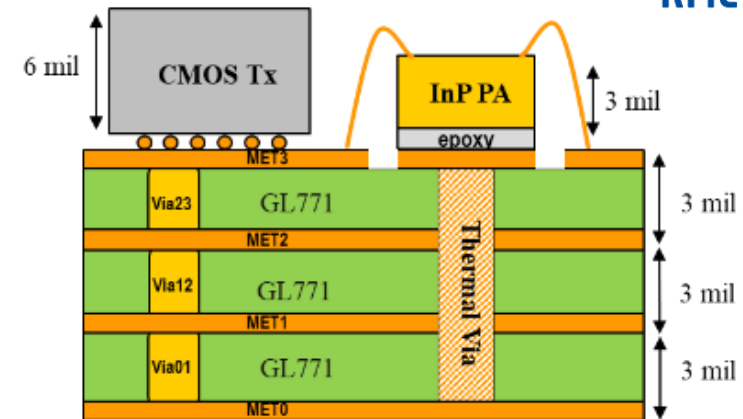 6 mil
CMOS Tx
InP PA
3 mil
epoxy
MET3
Via23
GL771
3 mil
MET2
Via12
GL771
Thermal Via
3 mil
MET1
Via01
GL771
3 mil
MET0